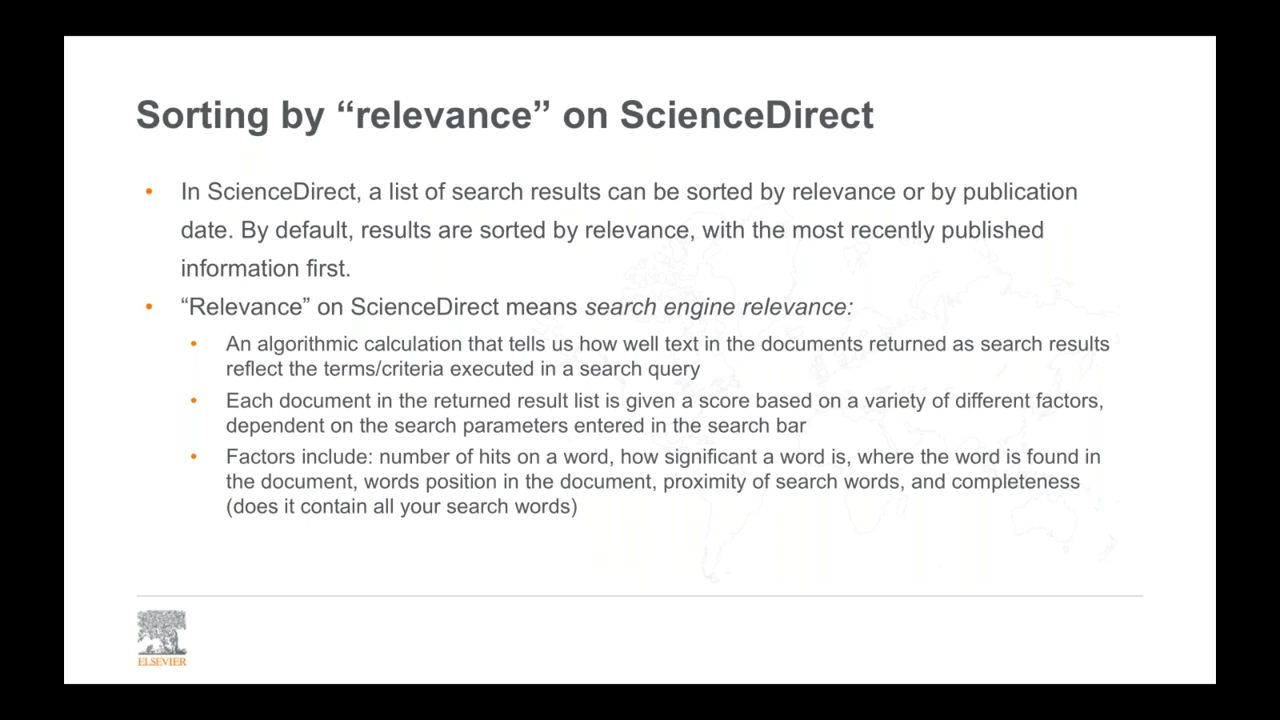 Sorting by “relevance” on ScienceDirect
• In ScienceDirect, a list of search results can be sorted by relevance or by publication
date. By default, results are sorted by relevance, with the most recently published
information first.
• “Relevance” on ScienceDirect means search engine relevance:
• An algorithmic calculation that tells us how well text in the documents returned as search results
reflect the terms/criteria executed in a search query
• Each document in the returned result list is given a score based on a variety of different factors,
dependent on the search parameters entered in the search bar
• Factors include: number of hits on a word, how significant a word is, where the word is found in
the document, words position in the document, proximity of search words, and completeness
(does it contain all your search words)
ELSEVIER